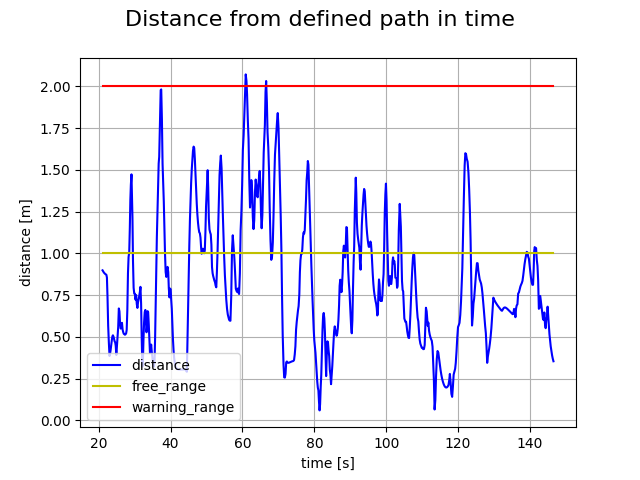 Distance from defined path in time
distance [m]
2.00
1.75
1.50
1.25
1.00
0.75
0.50
0.25
0.00
distance
free_range
warning_range
20 40 60 80 100 120 140
time [s]